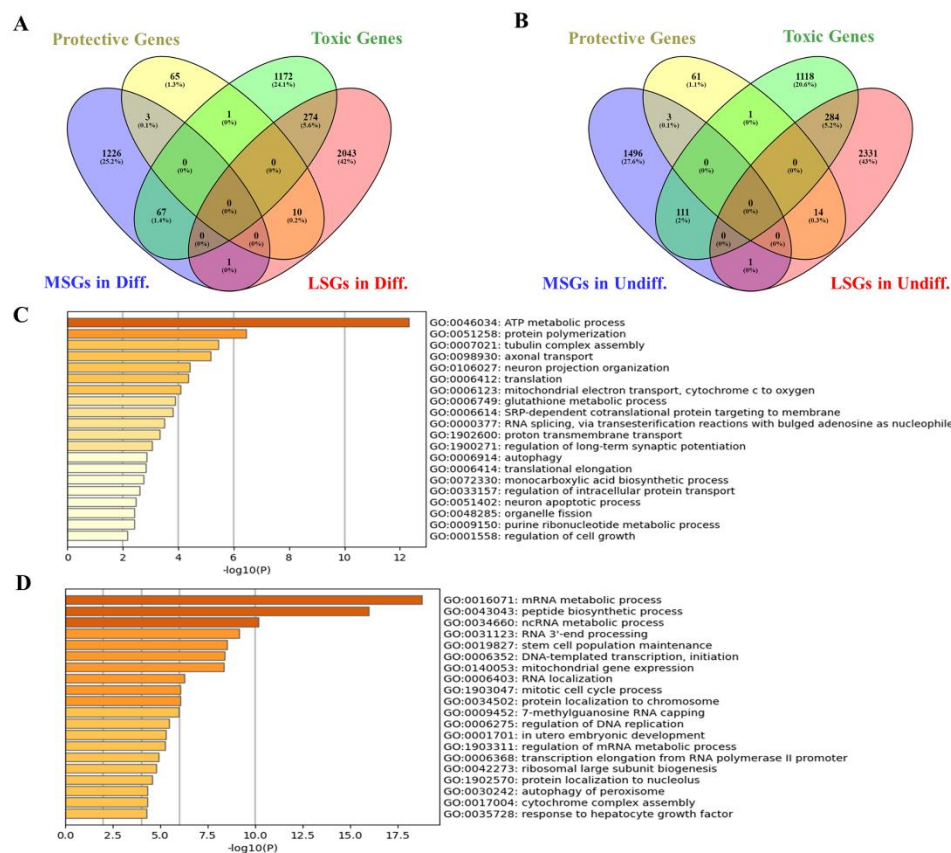 A
B
Protective Genes
Toxic Genes
Protective Genes
Toxic Genes
65
(1.3%)
1172
(24.1%)
3
(0.1%)
1
(0%)
274
(5.6%)
1226
(25.2%)
0
(0%)
0
(0%)
2043
(42%)
67
(1.4%)
0
(0%)
10
(0.2%)
0
(0%)
0
(0%)
1
(0%)
MSGs in Diff.
LSGs in Diff.
61
(1.1%)
1118
(20.6%)
3
(0.1%)
1
(0%)
284
(5.2%)
1496
(27.6%)
0
(0%)
0
(0%)
2331
(43%)
111
(2%)
0
(0%)
14
(0.3%)
0
(0%)
0
(0%)
1
(0%)
MSGs in Undiff.
LSGs in Undiff.
C
GO:0046034: ATP metabolic process
GO:0051258: protein polymerization
GO:0007021: tubulin complex assembly
GO:0098930: axonal transport
GO:0106027: neuron projection organization
GO:0006412: translation
GO:0006123: mitochondrial electron transport, cytochrome c to oxygen
GO:0006749: glutathione metabolic process
GO:0006614: SRP-dependent cotranslational protein targeting to membrane
GO:0000377: RNA splicing, via transesterification reactions with bulged adenosine as nucleophile
GO:1902600: proton transmembrane transport
GO:1900271: regulation of long-term synaptic potentiation
GO:0006914: autophagy
GO:0006414: translational elongation
GO:0072330: monocarboxylic acid biosynthetic process
GO:0033157: regulation of intracellular protein transport
GO:0051402: neuron apoptotic process
GO:0048285: organelle fission
GO:0009150: purine ribonucleotide metabolic process
GO:0001558: regulation of cell growth
0 2 4 6 8 10 12
-log10(P)
D
GO:0016071: mRNA metabolic process
GO:0043043: peptide biosynthetic process
GO:0034660: ncRNA metabolic process
GO:0031123: RNA 3'-end processing
GO:0019827: stem cell population maintenance
GO:0006352: DNA-templated transcription, initiation
GO:0140053: mitochondrial gene expression
GO:0006403: RNA localization
GO:1903047: mitotic cell cycle process
GO:0034502: protein localization to chromosome
GO:0009452: 7-methylguanosine RNA capping
GO:0006275: regulation of DNA replication
GO:0001701: in utero embryonic development
GO:1903311: regulation of mRNA metabolic process
GO:0006368: transcription elongation from RNA polymerase II promoter
GO:0042273: ribosomal large subunit biogenesis
GO:1902570: protein localization to nucleolus
GO:0030242: autophagy of peroxisome
GO:0017004: cytochrome complex assembly
GO:0035728: response to hepatocyte growth factor
0.0 2.5 5.0 7.5 10.0 12.5 15.0 17.5
-log10(P)